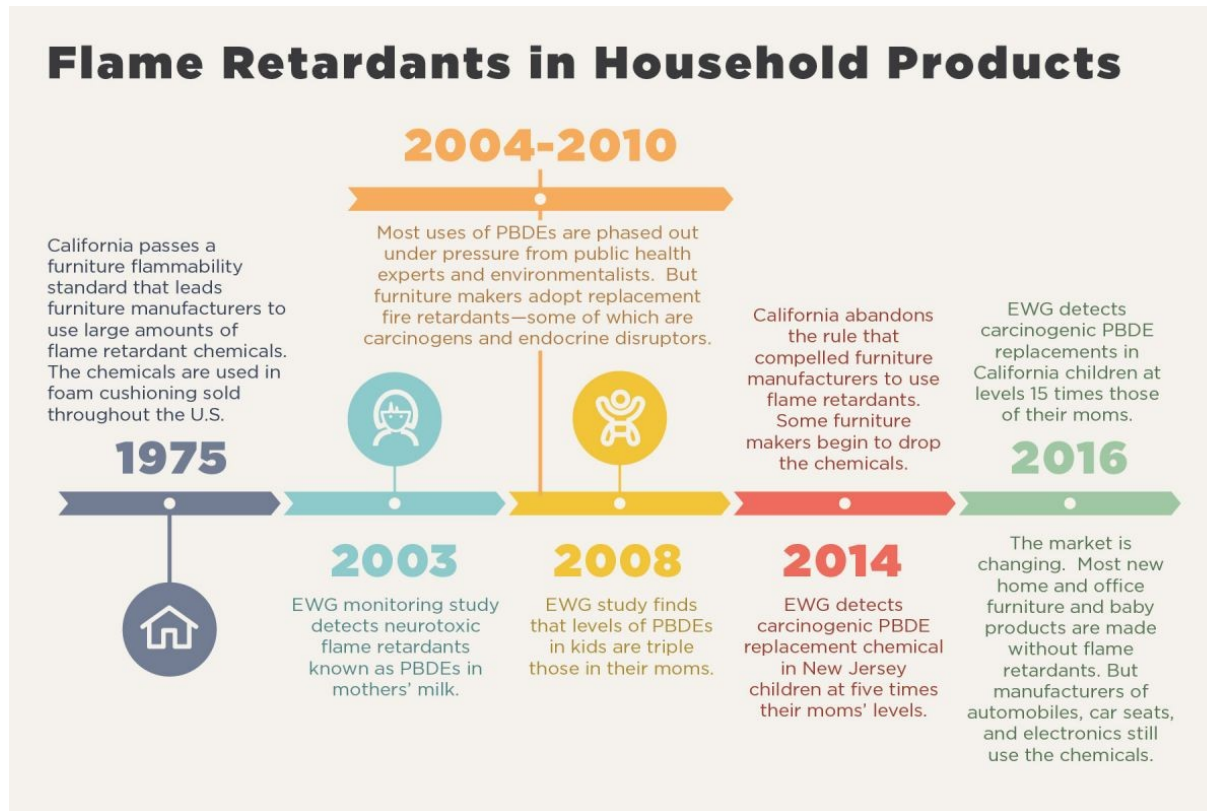 Flame Retardants in Household Products
2004-2010
Most uses of PBDEs are phased out
under pressure from public health
experts and environmentalists.  But
furniture makers adopt replacement
fire retardants—some of which are
carcinogens and endocrine disruptors.
California passes a
furniture flammability
standard that leads
furniture manufacturers to
use large amounts of
flame retardant chemicals.
The chemicals are used in
foam cushioning sold
throughout the U.S.
1975
2003
EWG monitoring study
detects neurotoxic
flame retardants
known as PBDEs in
mothers’ milk.
2008
EWG study finds
that levels of PBDEs
in kids are triple
those in their moms.
California abandons
the rule that
compelled furniture
manufacturers to use
flame retardants.
Some furniture
makers begin to drop
the chemicals.
2014
EWG detects
carcinogenic PBDE
replacement chemical
in New Jersey
children at five times
their moms’ levels.
EWG detects
carcinogenic PBDE
replacements in
California children at
levels 15 times those
of their moms.
2016
The market is
changing.  Most new
home and office
furniture and baby
products are made
without flame
retardants. But
manufacturers of
automobiles, car seats,
and electronics still
use the chemicals.